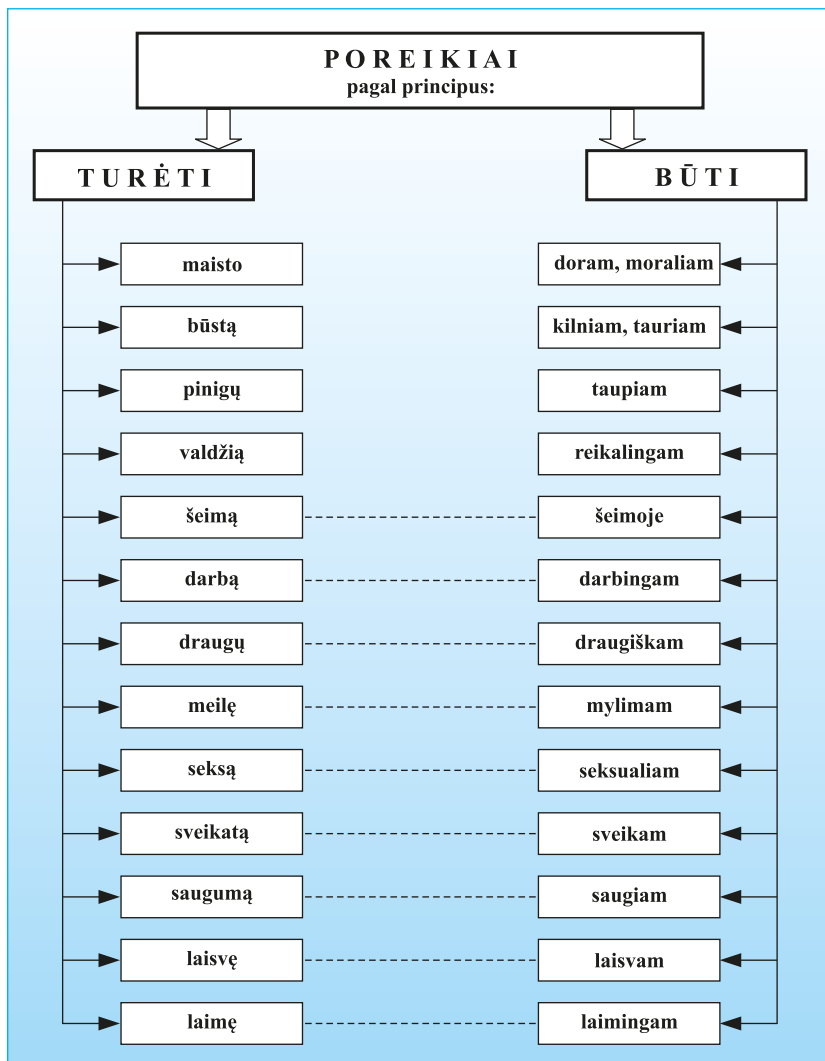 POREIKIAI
pagal principus:
TURĖTI
BŪTI
maisto
doram, moraliam
būstą
kilniam, tauriam
pinigų
taupiam
valdžią
reikalingam
šeimą
šeimoje
darbą
darbingam
draugų
draugiškam
meilę
mylimam
seksą
seksualiam
sveikatą
sveikam
saugumą
saugiam
laisvę
laisvam
laimę
laimingam